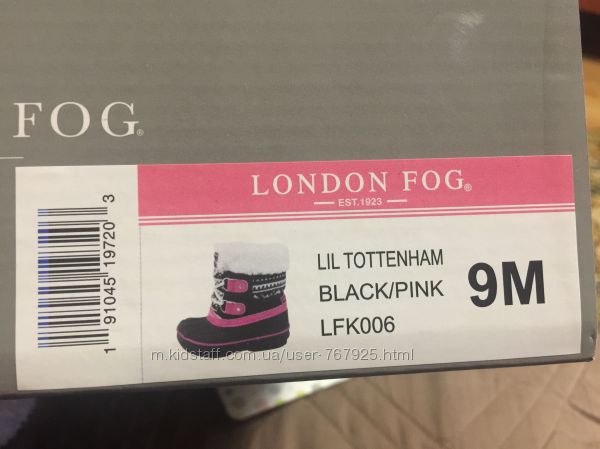 FOG®
LONDON FOG®
EST.1923
LIL TOTTENHAM
BLACK/PINK
LFK006
9M
1 91045 19720 3
m.kidstaff.com.ua/user-767925.html